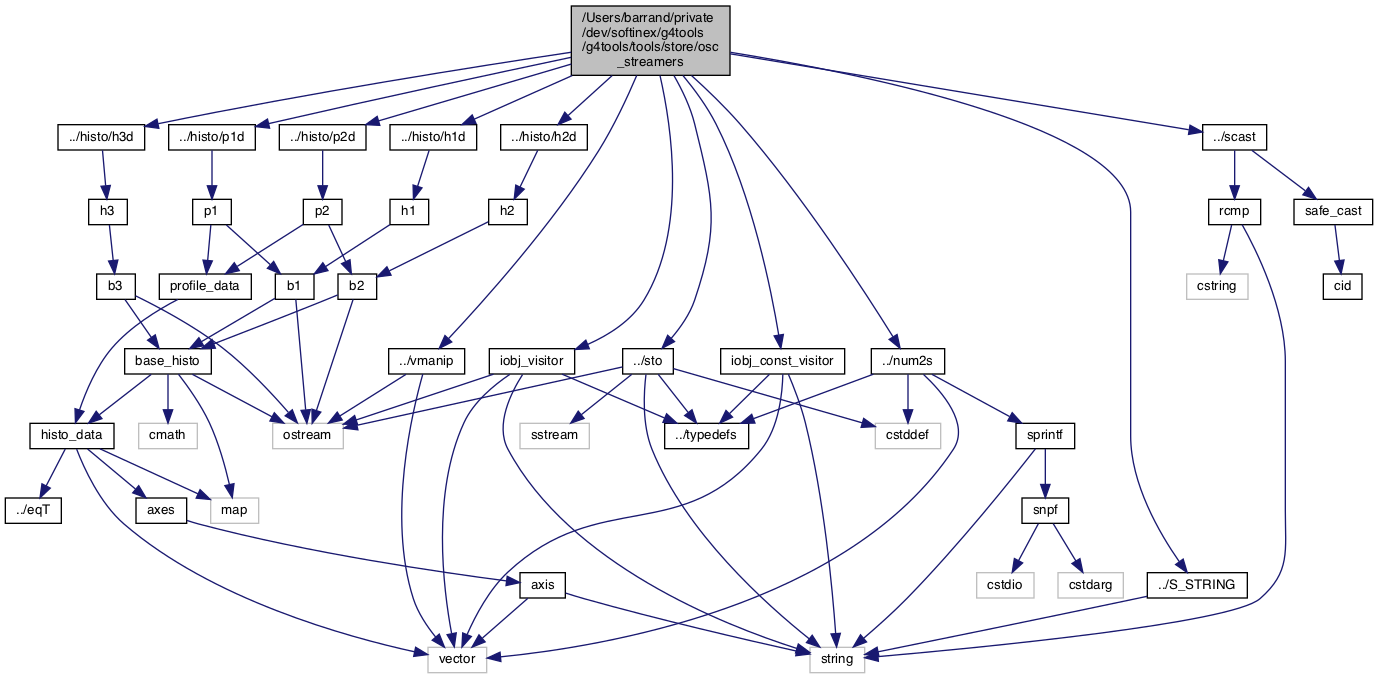 /Users/barrand/private
/dev/softinex/g4tools
/g4tools/tools/store/osc
_streamers
../histo/h3d
../histo/p1d
../histo/p2d
../histo/h1d
../histo/h2d
../scast
h3
p1
p2
h1
h2
rcmp
safe_cast
b3
profile_data
b1
b2
cstring
cid
base_histo
../vmanip
iobj_visitor
../sto
iobj_const_visitor
../num2s
histo_data
cmath
ostream
sstream
../typedefs
cstddef
sprintf
../eqT
axes
map
snpf
axis
cstdio
cstdarg
../S_STRING
vector
string